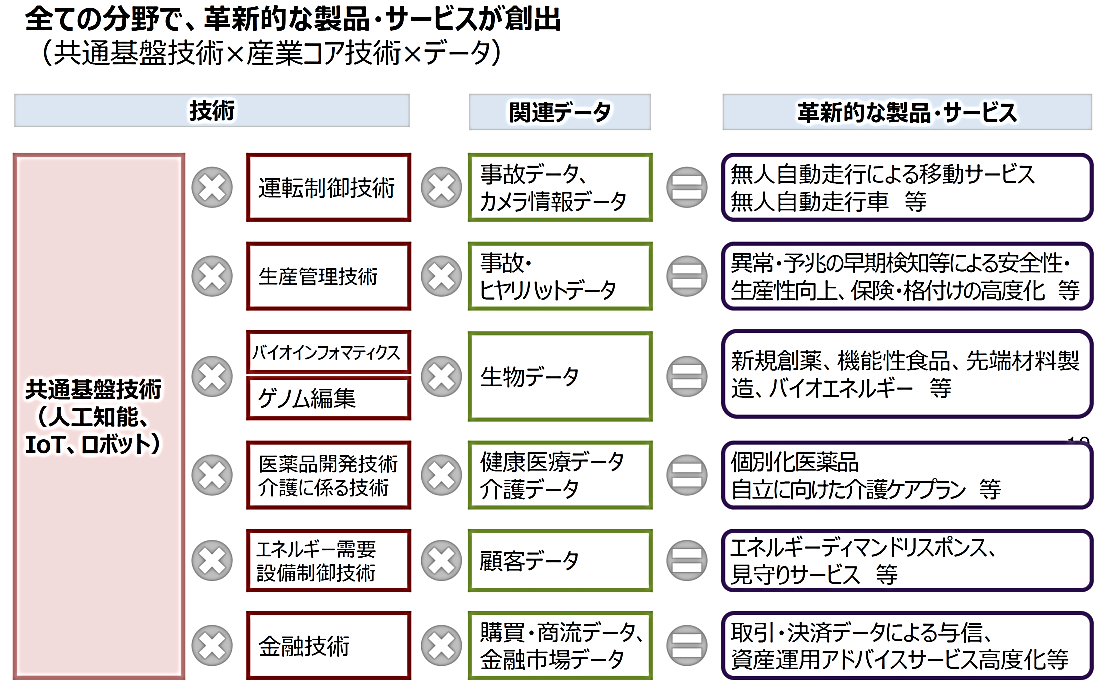 全ての分野で、革新的な製品・サービスが創出
（共通基盤技術×産業コア技術×データ）
技術
関連データ
革新的な製品・サービス
共通基盤技術
（人工知能、
IoT、ロボット）
運転制御技術
事故データ、
カメラ情報データ
無人自動走行による移動サービス
無人自動走行車　等
生産管理技術
事故・
ヒヤリハットデータ
異常・予兆の早期検知等による安全性・
生産性向上、保険・格付けの高度化　等
バイオインフォマティクス
ゲノム編集
生物データ
新規創薬、機能性食品、先端材料製
造、バイオエネルギー　等
医薬品開発技術
介護に係る技術
健康医療データ
介護データ
個別化医薬品
自立に向けた介護ケアプラン　等
エネルギー需要
設備制御技術
顧客データ
エネルギーディマンドリスポンス、
見守りサービス　等
金融技術
購買・商流データ、
金融市場データ
取引・決済データによる与信、
資産運用アドバイスサービス高度化等